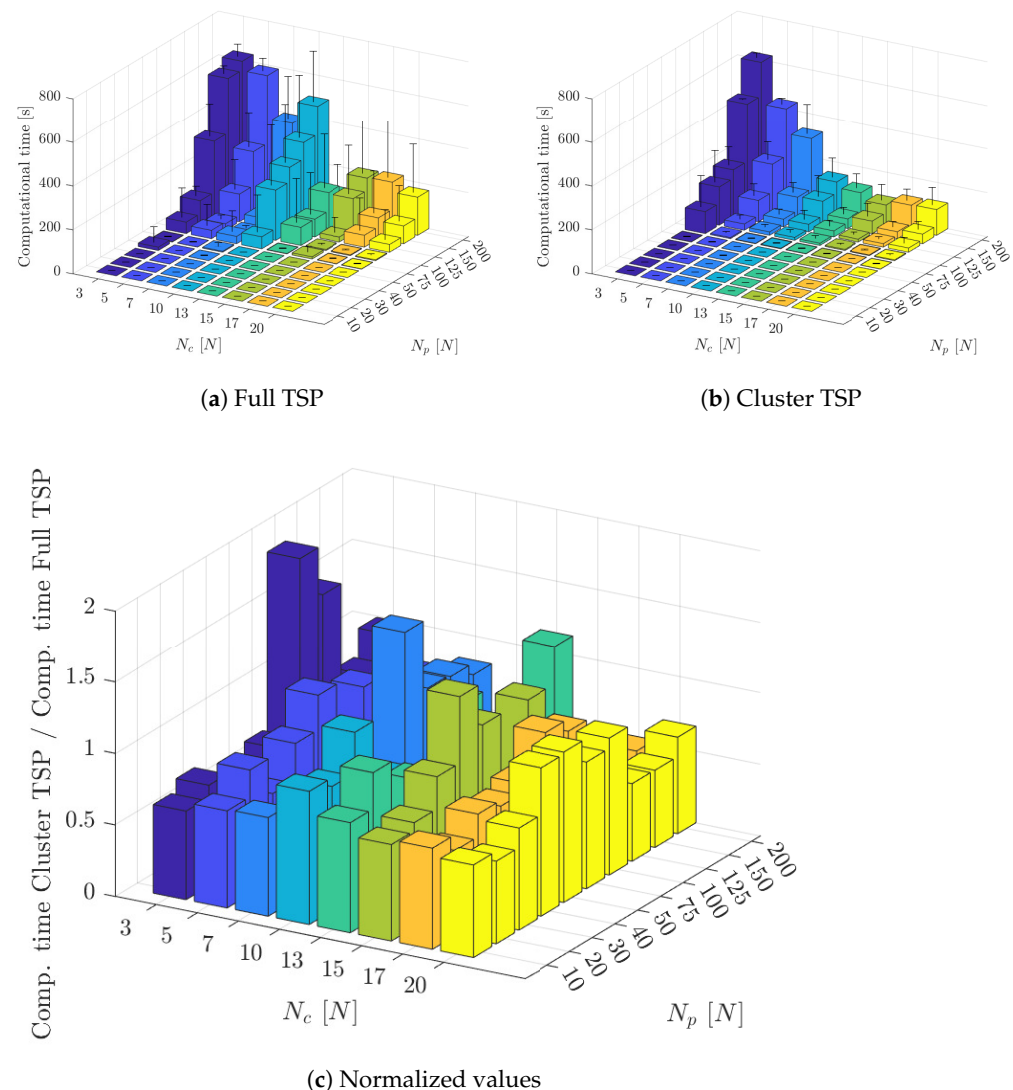 Computational time [s]
800
600
400
200
0
3 5 7 10 13 15 17 20
N_c [N]
10 20 30 40 50 75 100 125 150 200
N_p [N]
(a) Full TSP
Computational time [s]
800
600
400
200
0
3 5 7 10 13 15 17 20
N_c [N]
10 20 30 40 50 75 100 125 150 200
N_p [N]
(b) Cluster TSP
Comp. time Cluster TSP / Comp. time Full TSP
2
1.5
1
0.5
0
3 5 7 10 13 15 17 20
N_c [N]
10 20 30 40 50 75 100 125 150 200
N_p [N]
(c) Normalized values